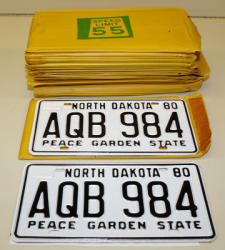 SPEED
LIMIT
55
NORTH DAKOTA 80
AQB 984
PEACE GARDEN STATE
NORTH DAKOTA 80
AQB 984
PEACE GARDEN STATE